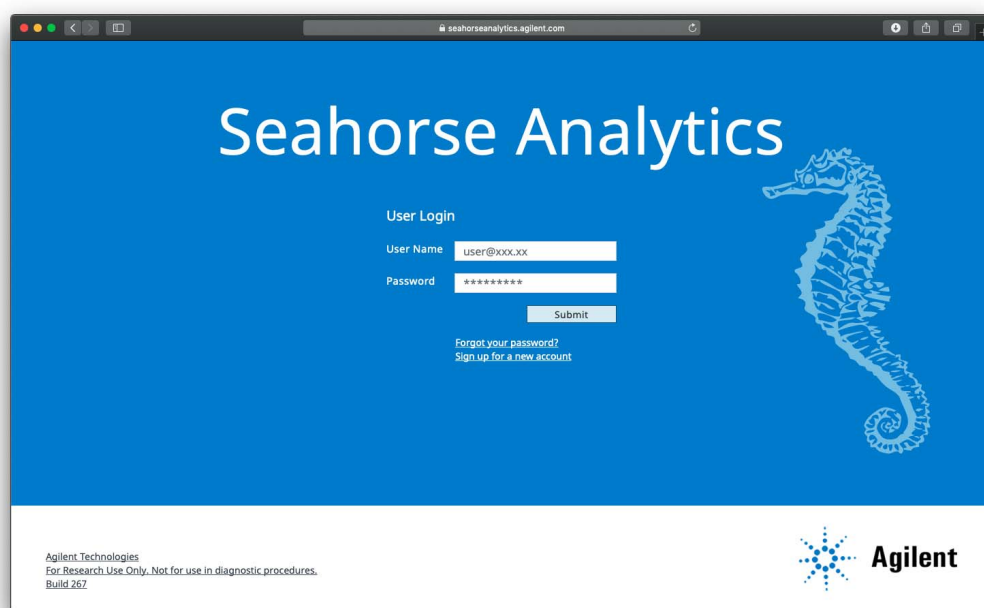 seahorseanalytics.agilent.com
Seahorse Analytics
User Login
User Name
user@xxx.xx
Password
*********
Submit
Forgot your password?
Sign up for a new account
Agilent Technologies
For Research Use Only. Not for use in diagnostic procedures.
Build 267
Agilent